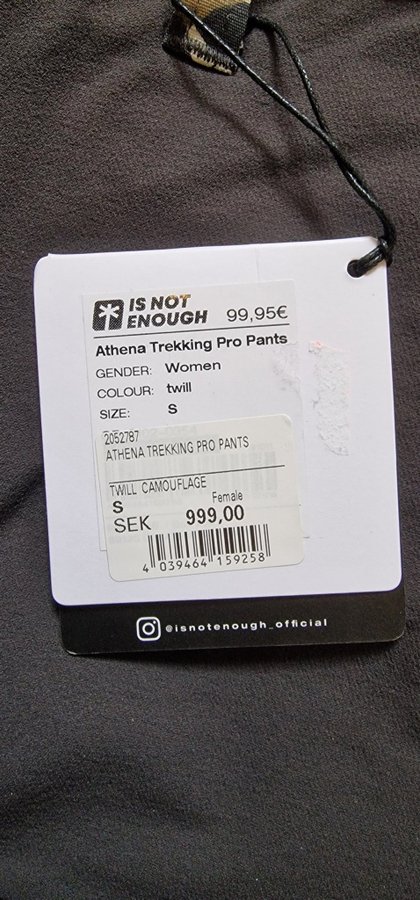 IS NOT
ENOUGH 99,95€
Athena Trekking Pro Pants
GENDER: Women
COLOUR: twill
SIZE: S
2052787
ATHENA TREKKING PRO PANTS
TWILL CAMOUFLAGE
S Female
SEK 999,00
4 039464 159258
@isnotenough_official